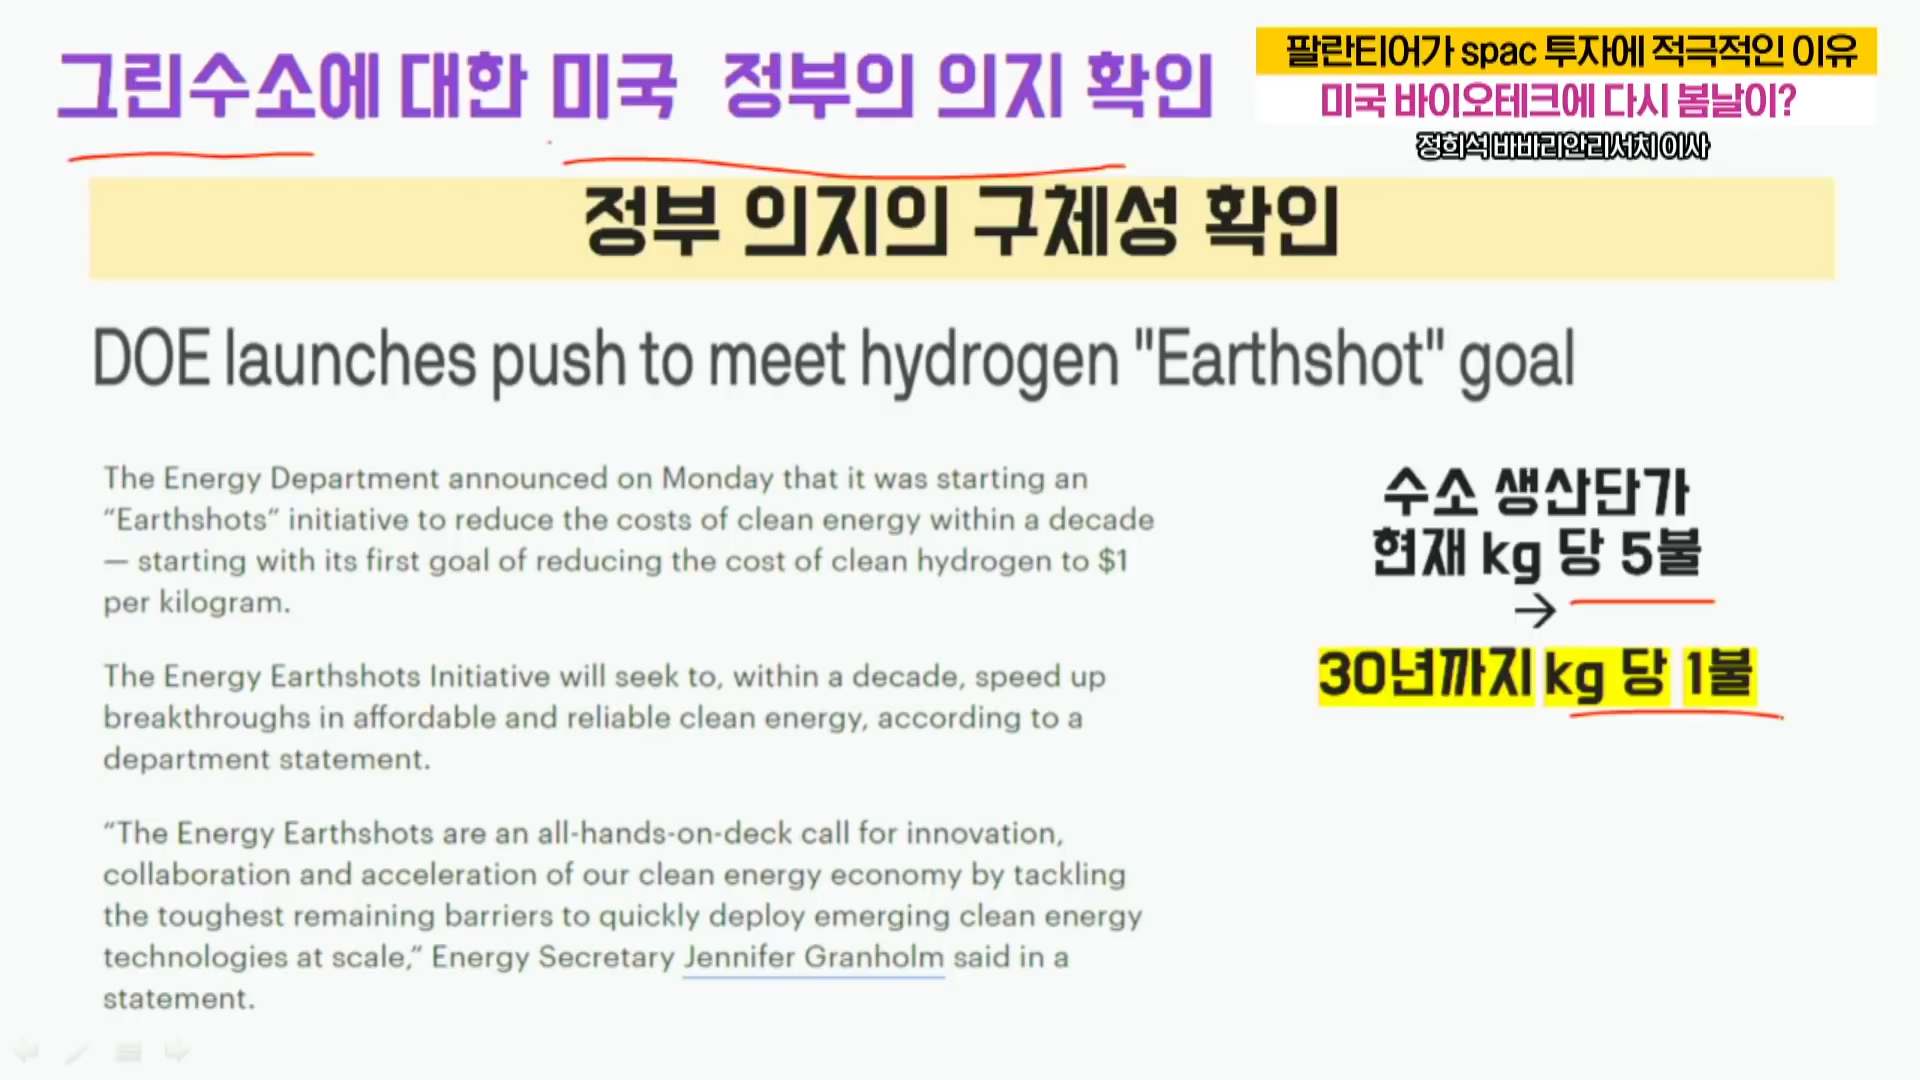 그린수소에 대한 미국 정부의 의지 확인
팔란티어가 spac 투자에 적극적인 이유
미국 바이오테크에 다시 봄날이?
정희석 바바리안리서치 이사
정부 의지의 구체성 확인
DOE launches push to meet hydrogen "Earthshot" goal
The Energy Department announced on Monday that it was starting an
“Earthshots” initiative to reduce the costs of clean energy within a decade
— starting with its first goal of reducing the cost of clean hydrogen to $1
per kilogram.
The Energy Earthshots Initiative will seek to, within a decade, speed up
breakthroughs in affordable and reliable clean energy, according to a
department statement.
“The Energy Earthshots are an all-hands-on-deck call for innovation,
collaboration and acceleration of our clean energy economy by tackling
the toughest remaining barriers to quickly deploy emerging clean energy
technologies at scale,” Energy Secretary Jennifer Granholm said in a
statement.
수소 생산단가
현재 kg 당 5불
→
30년까지 kg 당 1불